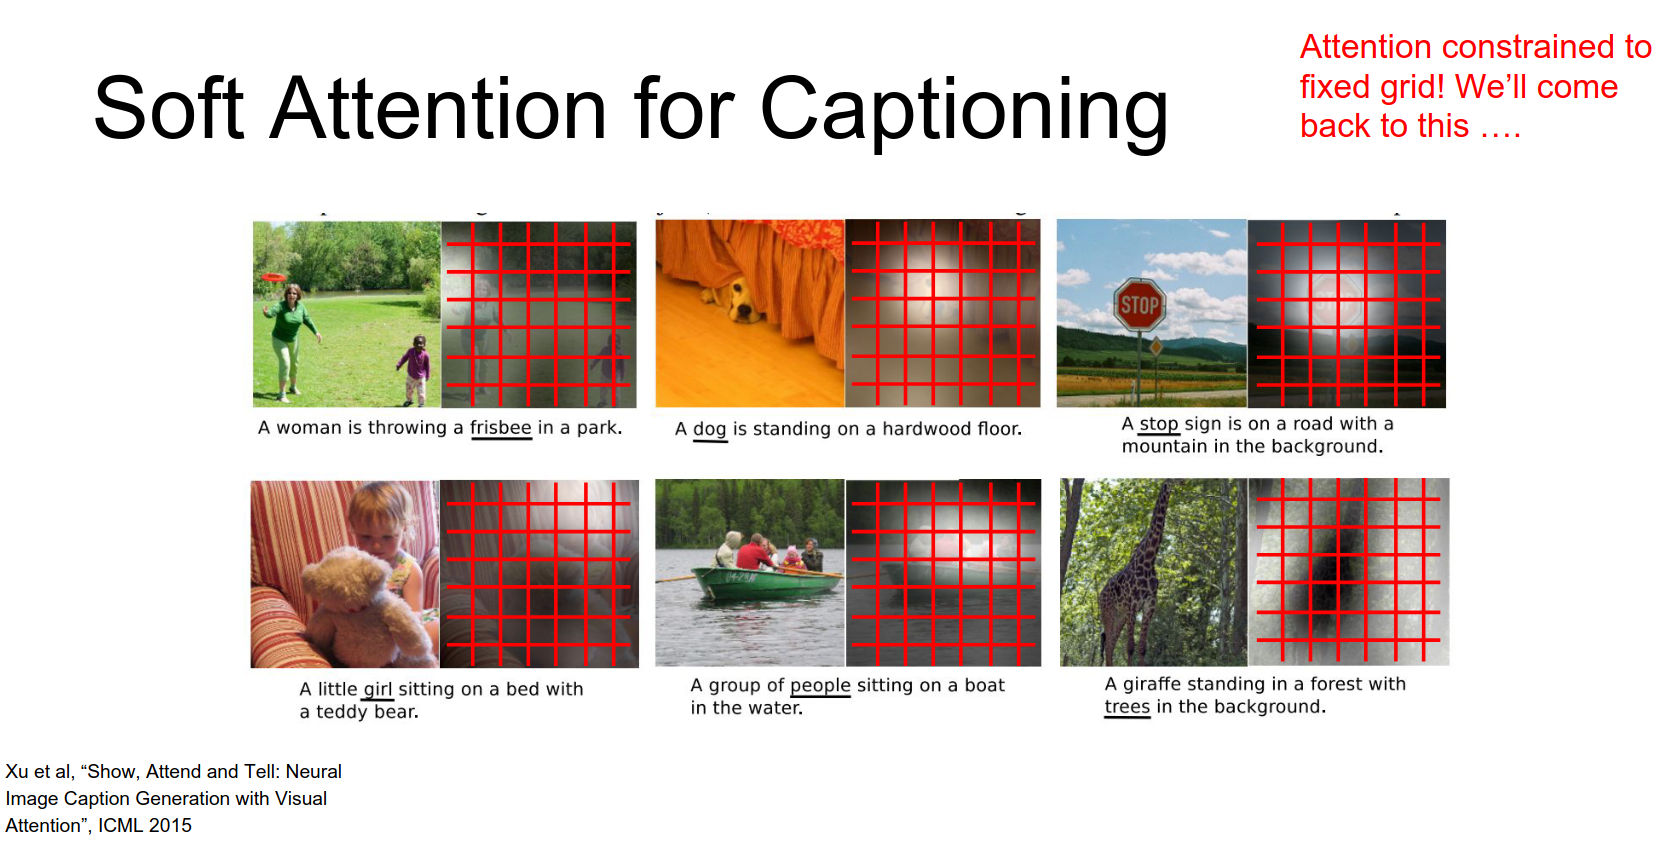 Soft Attention for Captioning
Attention constrained to
fixed grid! We’ll come
back to this ….
STOP
A woman is throwing a frisbee in a park.
A dog is standing on a hardwood floor.
A stop sign is on a road with a
mountain in the background.
A little girl sitting on a bed with
a teddy bear.
A group of people sitting on a boat
in the water.
A giraffe standing in a forest with
trees in the background.
Xu et al, “Show, Attend and Tell: Neural
Image Caption Generation with Visual
Attention”, ICML 2015